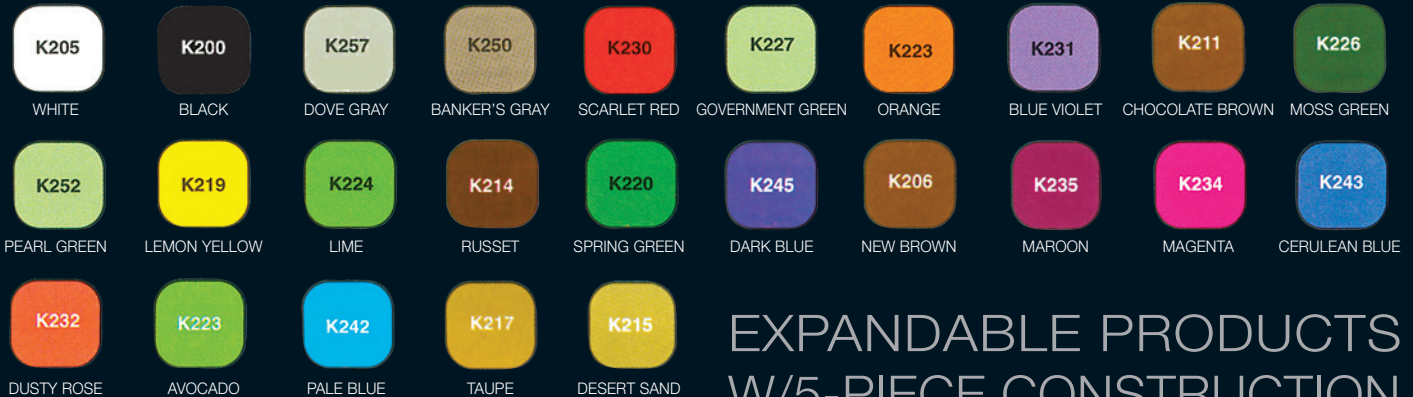 K205 K200 K257 K250 K230 K227 K223 K231 K211 K226
WHITE BLACK DOVE GRAY BANKER'S GRAY SCARLET RED GOVERNMENT GREEN ORANGE BLUE VIOLET CHOCOLATE BROWN MOSS GREEN
K252 K219 K224 K214 K220 K245 K206 K235 K234 K243
PEARL GREEN LEMON YELLOW LIME RUSSET SPRING GREEN DARK BLUE NEW BROWN MAROON MAGENTA CERULEAN BLUE
K232 K223 K242 K217 K215
DUSTY ROSE AVOCADO PALE BLUE TAUPE DESERT SAND
EXPANDABLE PRODUCTS
W/5-PIECE CONSTRUCTION